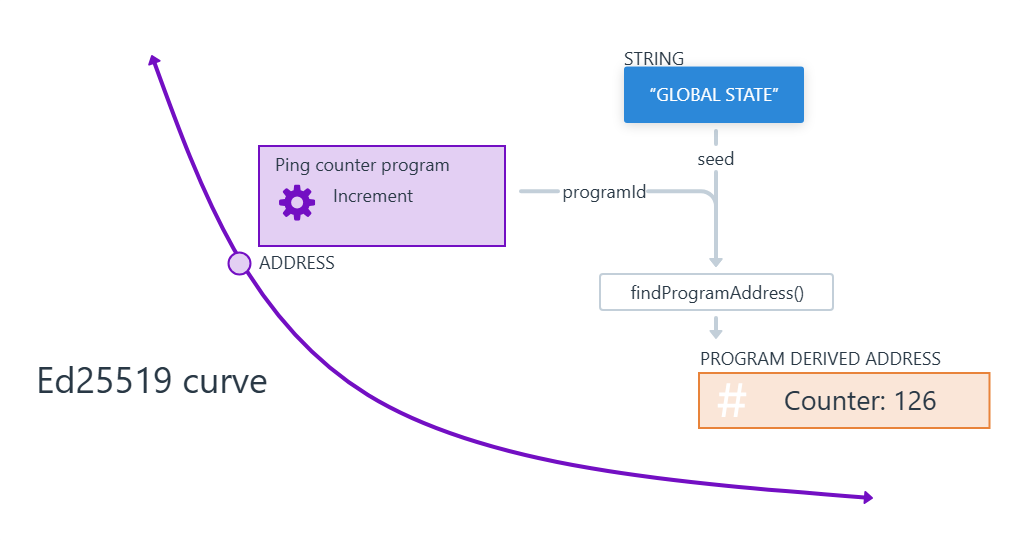 STRING
“GLOBAL STATE”
seed
Ping counter program
Increment
programId
ADDRESS
findProgramAddress()
PROGRAM DERIVED ADDRESS
# Counter: 126
Ed25519 curve